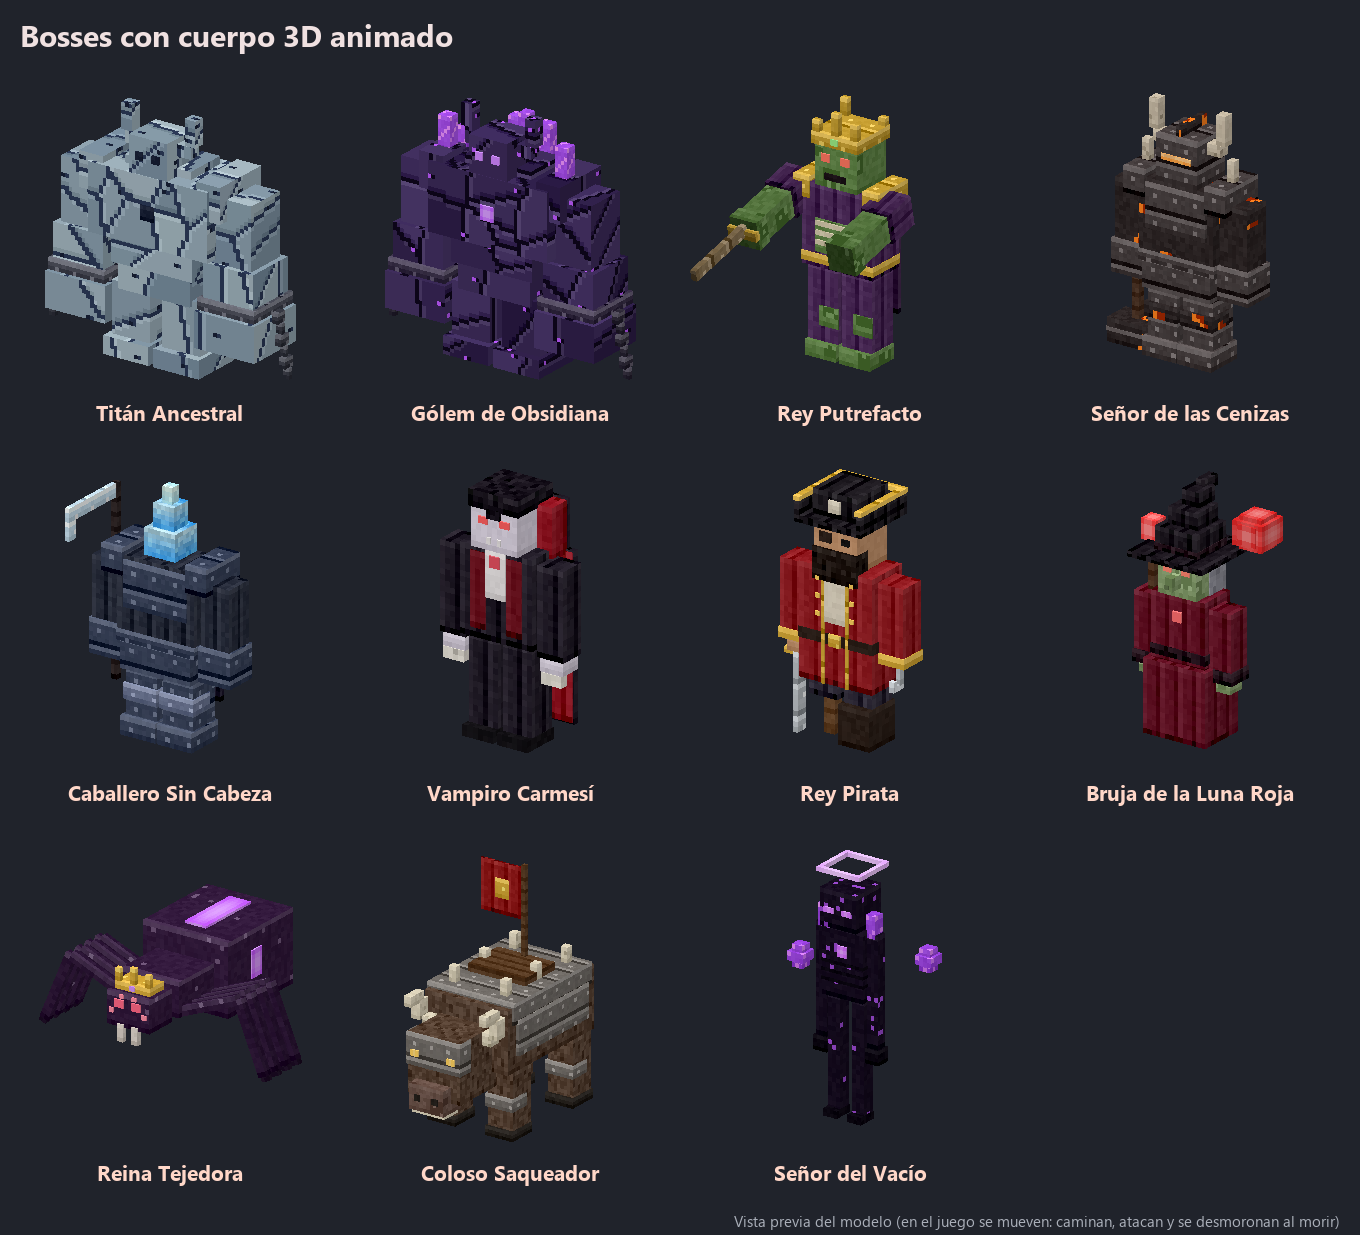 Bosses con cuerpo 3D animado
Titán Ancestral
Gólem de Obsidiana
Rey Putrefacto
Señor de las Cenizas
Caballero Sin Cabeza
Vampiro Carmesí
Rey Pirata
Bruja de la Luna Roja
Reina Tejedora
Coloso Saqueador
Señor del Vacío
Vista previa del modelo (en el juego se mueven: caminan, atacan y se desmoronan al morir)